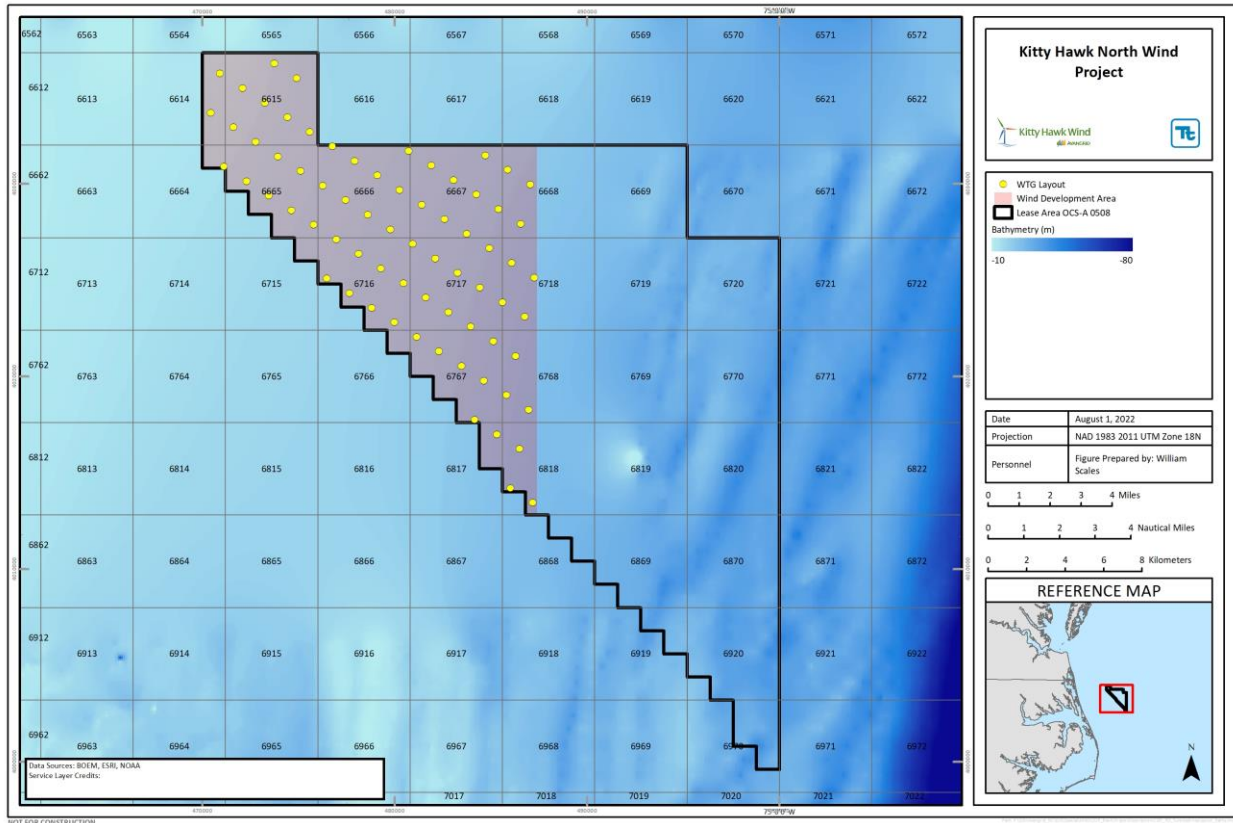 470000 480000 490000 75°0'0"W
6562 6563 6564 6565 6566 6567 6568 6569 6570 6571 6572
6612
6613 6614 6615 6616 6617 6618 6619 6620 6621 6622
6662
6663 6664 6665 6666 6667 6668 6669 6670 6671 6672
6712
6713 6714 6715 6716 6717 6718 6719 6720 6721 6722
6762
6763 6764 6765 6766 6767 6768 6769 6770 6771 6772
6812
6813 6814 6815 6816 6817 6818 6819 6820 6821 6822
6862
6863 6864 6865 6866 6867 6868 6869 6870 6871 6872
6912
6913 6914 6915 6916 6917 6918 6919 6920 6921 6922
6962
6963 6964 6965 6966 6967 6968 6969 6970 6971 6972
7017 7018 7019 7020 7021 7022
470000 480000 490000 75°0'0"W
Data Sources: BOEM, ESRI, NOAA
Service Layer Credits:
NOT FOR CONSTRUCTION
Kitty Hawk North Wind
Project
Kitty Hawk Wind
AVANGRID
Tt
WTG Layout
Wind Development Area
Lease Area OCS-A 0508
Bathymetry (m)
-10 -80
Date August 1, 2022
Projection NAD 1983 2011 UTM Zone 18N
Personnel Figure Prepared by: William
Scales
0 1 2 3 4 Miles
0 1 2 3 4 Nautical Miles
0 2 4 6 8 Kilometers
REFERENCE MAP
N